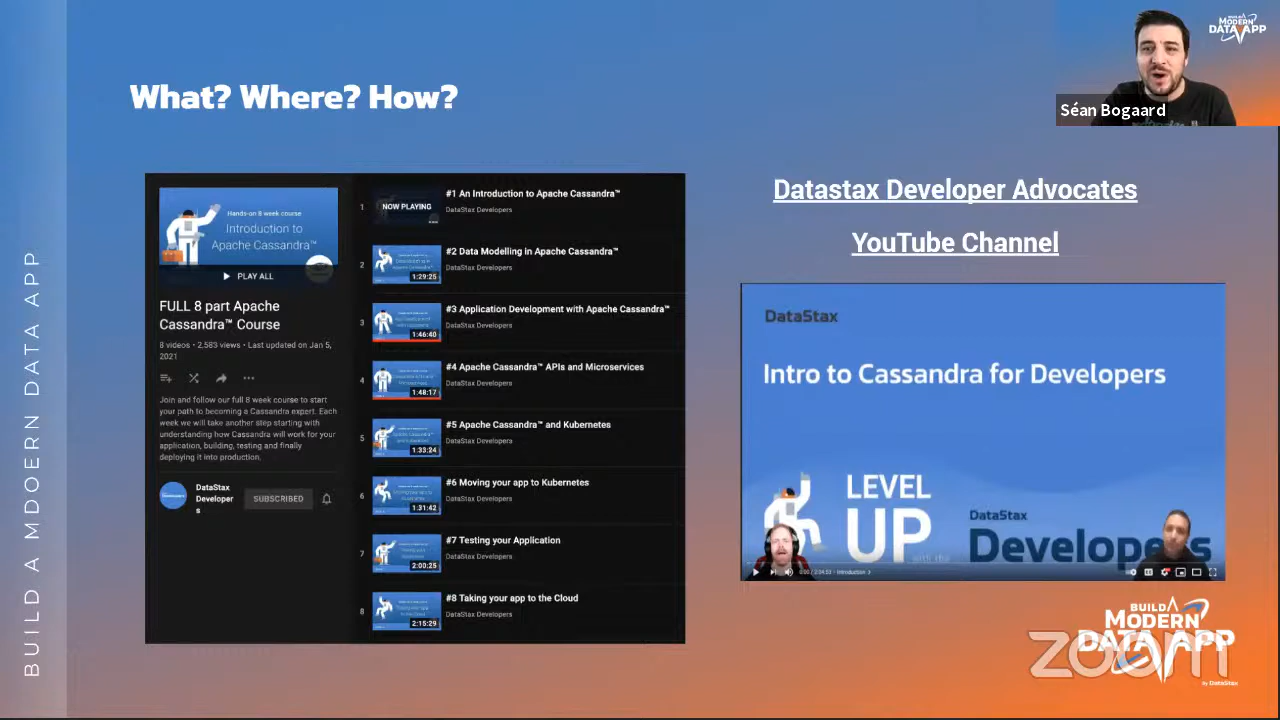 BUILD A MDOERN DATA APP
What? Where? How?
BUILD A
MODERN
DATA APP
Séan Bogaard
Hands-on 8 week course
Introduction to
Apache Cassandra™
PLAY ALL
FULL 8 part Apache
Cassandra™ Course
8 videos • 2,583 views • Last updated on Jan 5,
2021
Join and follow our full 8 week course to start
your path to becoming a Cassandra expert. Each
week we will take another step starting with
understanding how Cassandra will work for your
application, building, testing and finally
deploying it into production.
DataStax
Developer
s
SUBSCRIBED
1
NOW PLAYING
#1 An Introduction to Apache Cassandra™
DataStax Developers
2
1:29:25
#2 Data Modelling in Apache Cassandra™
DataStax Developers
3
1:46:40
#3 Application Development with Apache Cassandra™
DataStax Developers
4
1:48:17
#4 Apache Cassandra™ APIs and Microservices
DataStax Developers
5
1:33:24
#5 Apache Cassandra™ and Kubernetes
DataStax Developers
6
1:31:42
#6 Moving your app to Kubernetes
DataStax Developers
7
2:00:25
#7 Testing your Application
DataStax Developers
8
2:15:29
#8 Taking your app to the Cloud
DataStax Developers
Datastax Developer Advocates
YouTube Channel
DataStax
Intro to Cassandra for Developers
LEVEL
UP
DataStax
Developers
Introduction
BUILD A
MODERN
DATA APP
by DataStax
zoom